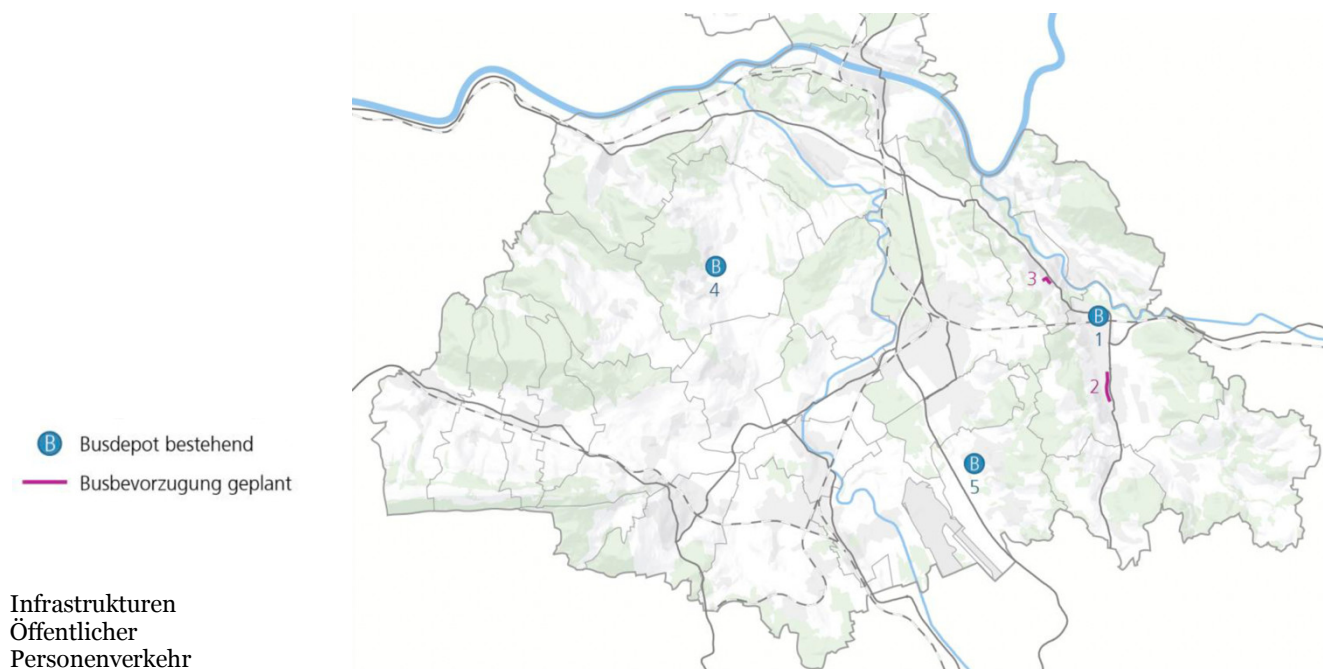 3
B
4
B
1
2
B
5
B Busdepot bestehend
Busbevorzugung geplant
Infrastrukturen
Öffentlicher
Personenverkehr